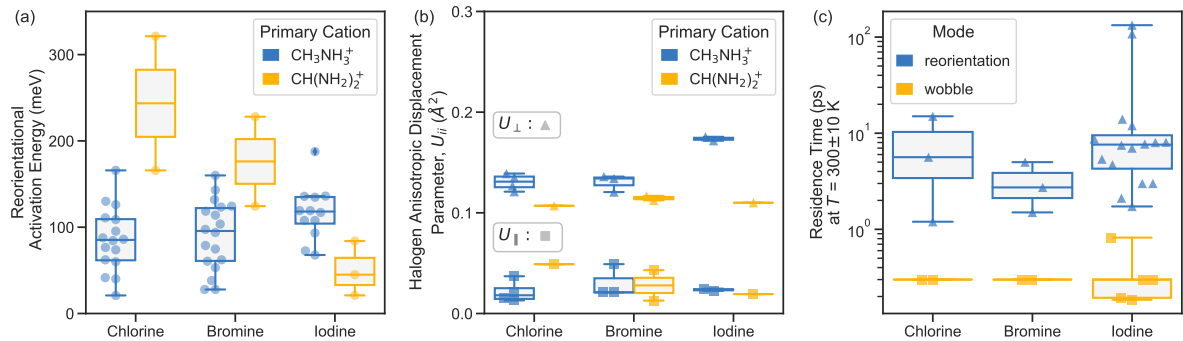 (a)
Reorientational
Activation Energy (meV)
300
200
100
0
Primary Cation
CH₃NH₃⁺
CH(NH₂)₂⁺
Chlorine
Bromine
Iodine
(b)
Halogen Anisotropic Displacement
Parameter, Uᵢᵢ (Å²)
0.3
0.2
0.1
0.0
Primary Cation
CH₃NH₃⁺
CH(NH₂)₂⁺
U⊥ :
U∥ :
Chlorine
Bromine
Iodine
(c)
Residence Time (ps)
at T = 300±10 K
10²
10¹
10⁰
Mode
reorientation
wobble
Chlorine
Bromine
Iodine